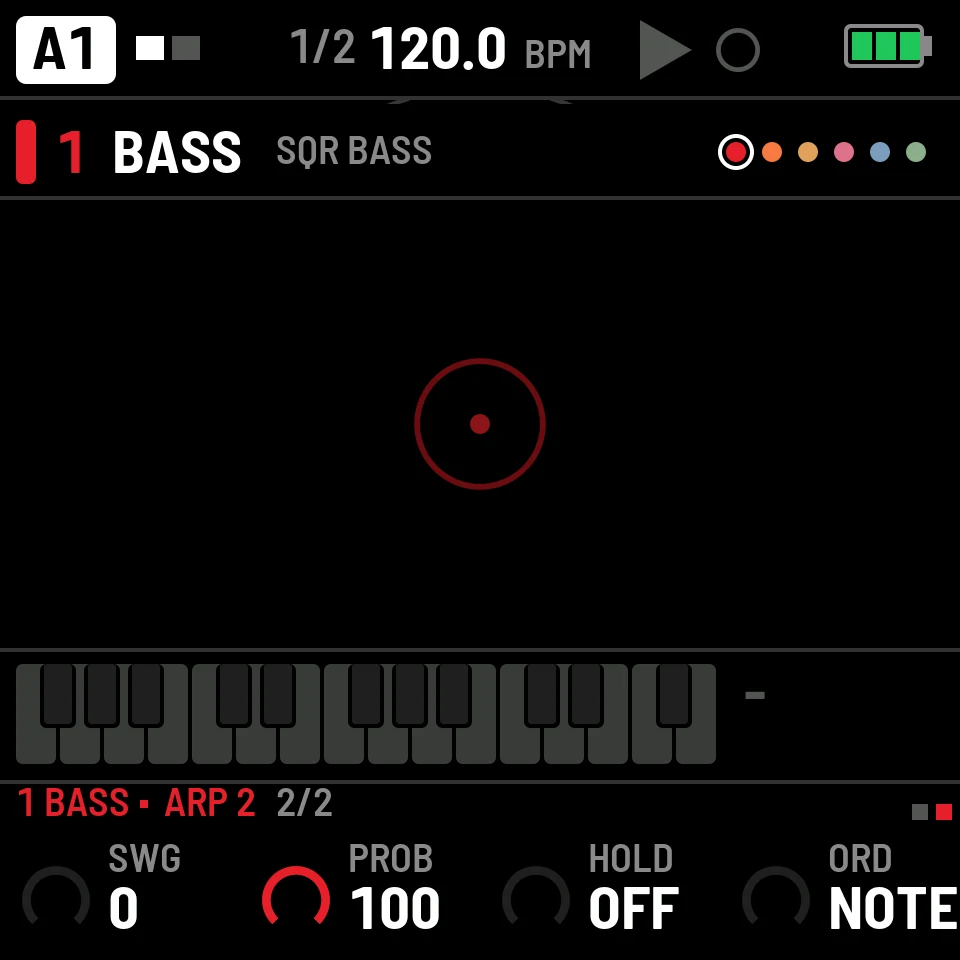 A1 1/2 120.0 BPM
1 BASS SQR BASS
-
1 BASS ▪ ARP 2 2/2
SWG PROB HOLD ORD
0 100 OFF NOTE